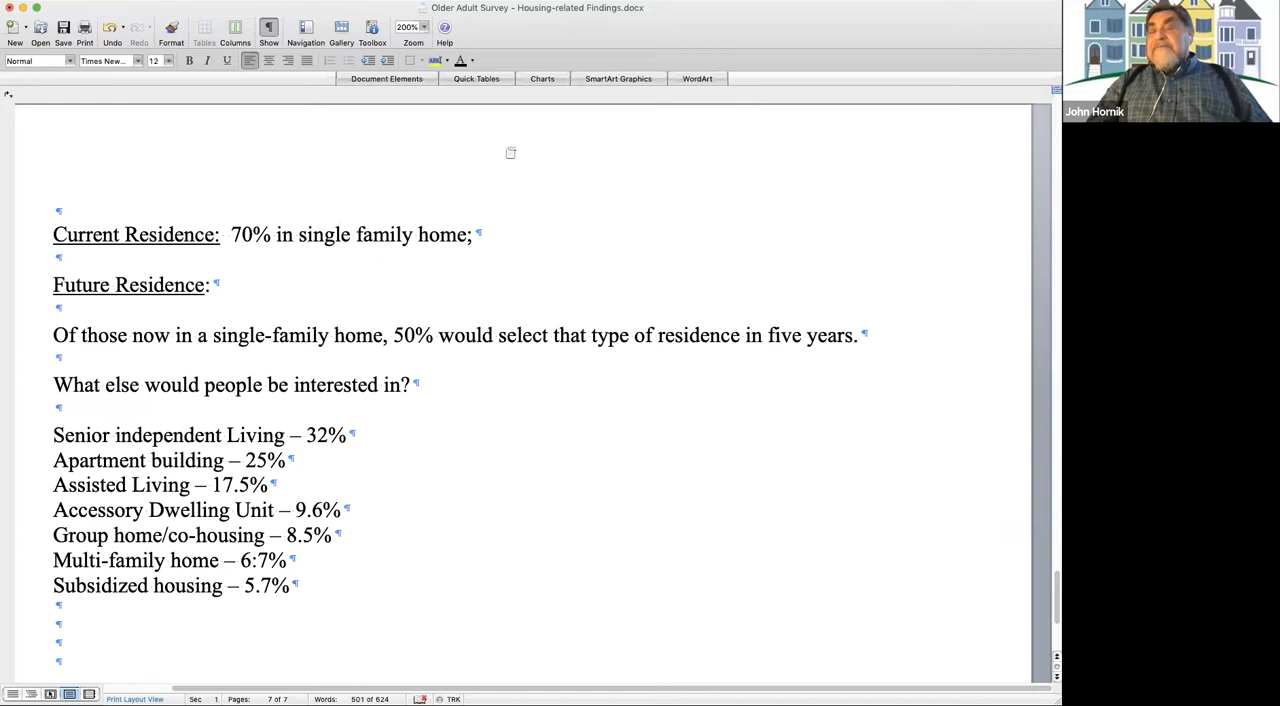 Older Adult Survey - Housing-related Findings.docx
New Open Save Print Undo Redo Format Tables Columns Show Navigation Gallery Toolbox Zoom Help
200%
Normal Times New... 12 B I U
Document Elements Quick Tables Charts SmartArt Graphics WordArt
John Hornik
Current Residence: 70% in single family home;
Future Residence:
Of those now in a single-family home, 50% would select that type of residence in five years.
What else would people be interested in?
Senior independent Living – 32%
Apartment building – 25%
Assisted Living – 17.5%
Accessory Dwelling Unit – 9.6%
Group home/co-housing – 8.5%
Multi-family home – 6:7%
Subsidized housing – 5.7%
Print Layout View Sec 1 Pages: 7 of 7 Words: 501 of 624 TRK